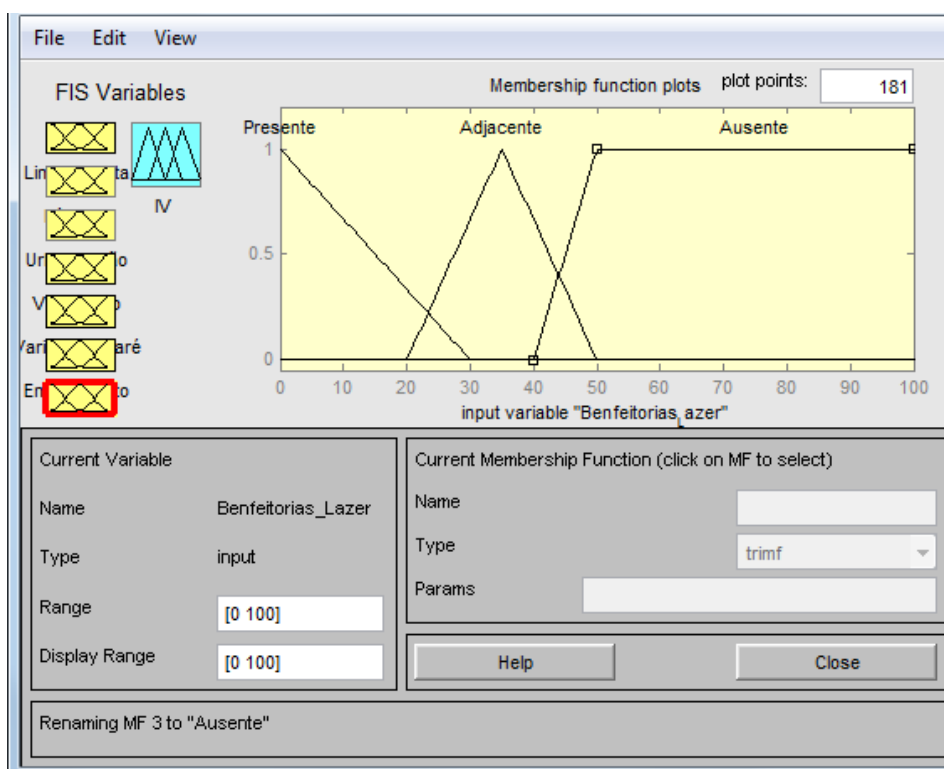 File Edit View
FIS Variables
Membership function plots plot points: 181
Presente Adjacente Ausente
IV
1
0.5
0
0 10 20 30 40 50 60 70 80 90 100
input variable "Benfeitorias_Lazer"
Current Variable
Name Benfeitorias_Lazer
Type input
Range [0 100]
Display Range [0 100]
Current Membership Function (click on MF to select)
Name
Type trimf
Params
Help Close
Renaming MF 3 to "Ausente"